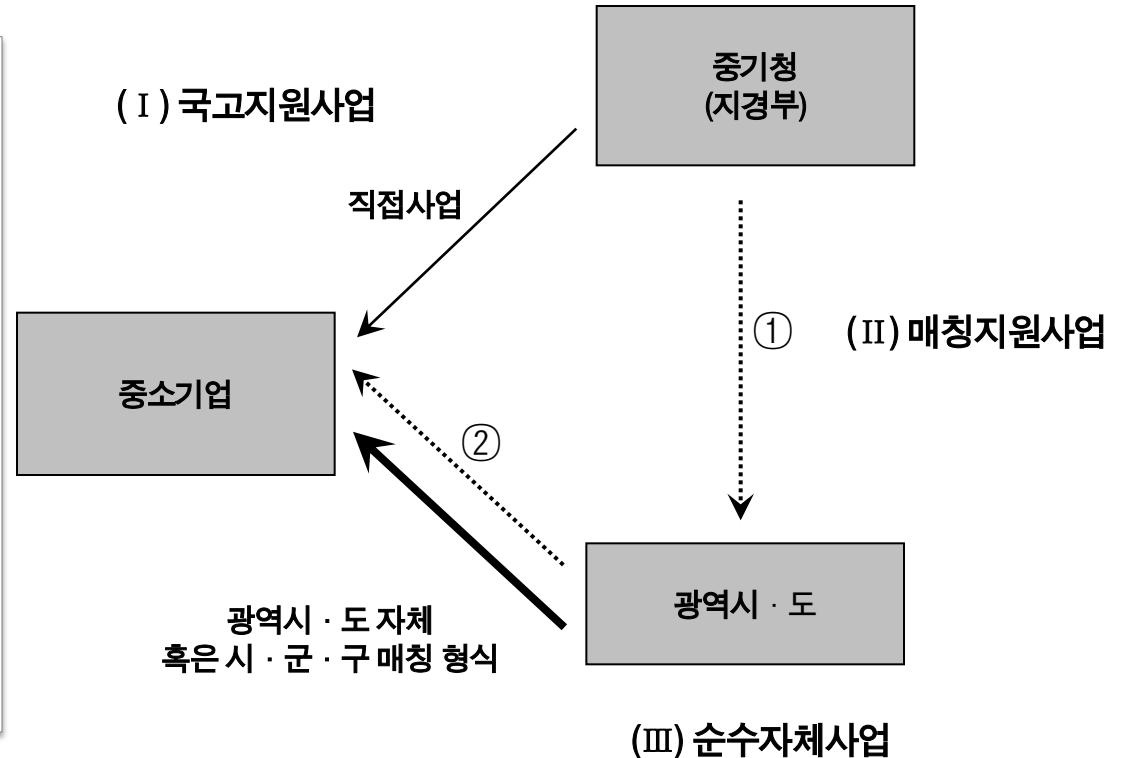 중기청
(지경부)
(Ⅰ) 국고지원사업
직접사업
①
(Ⅱ) 매칭지원사업
중소기업
②
광역시 · 도
광역시 · 도 자체
혹은 시 · 군 · 구 매칭 형식
(Ⅲ) 순수자체사업